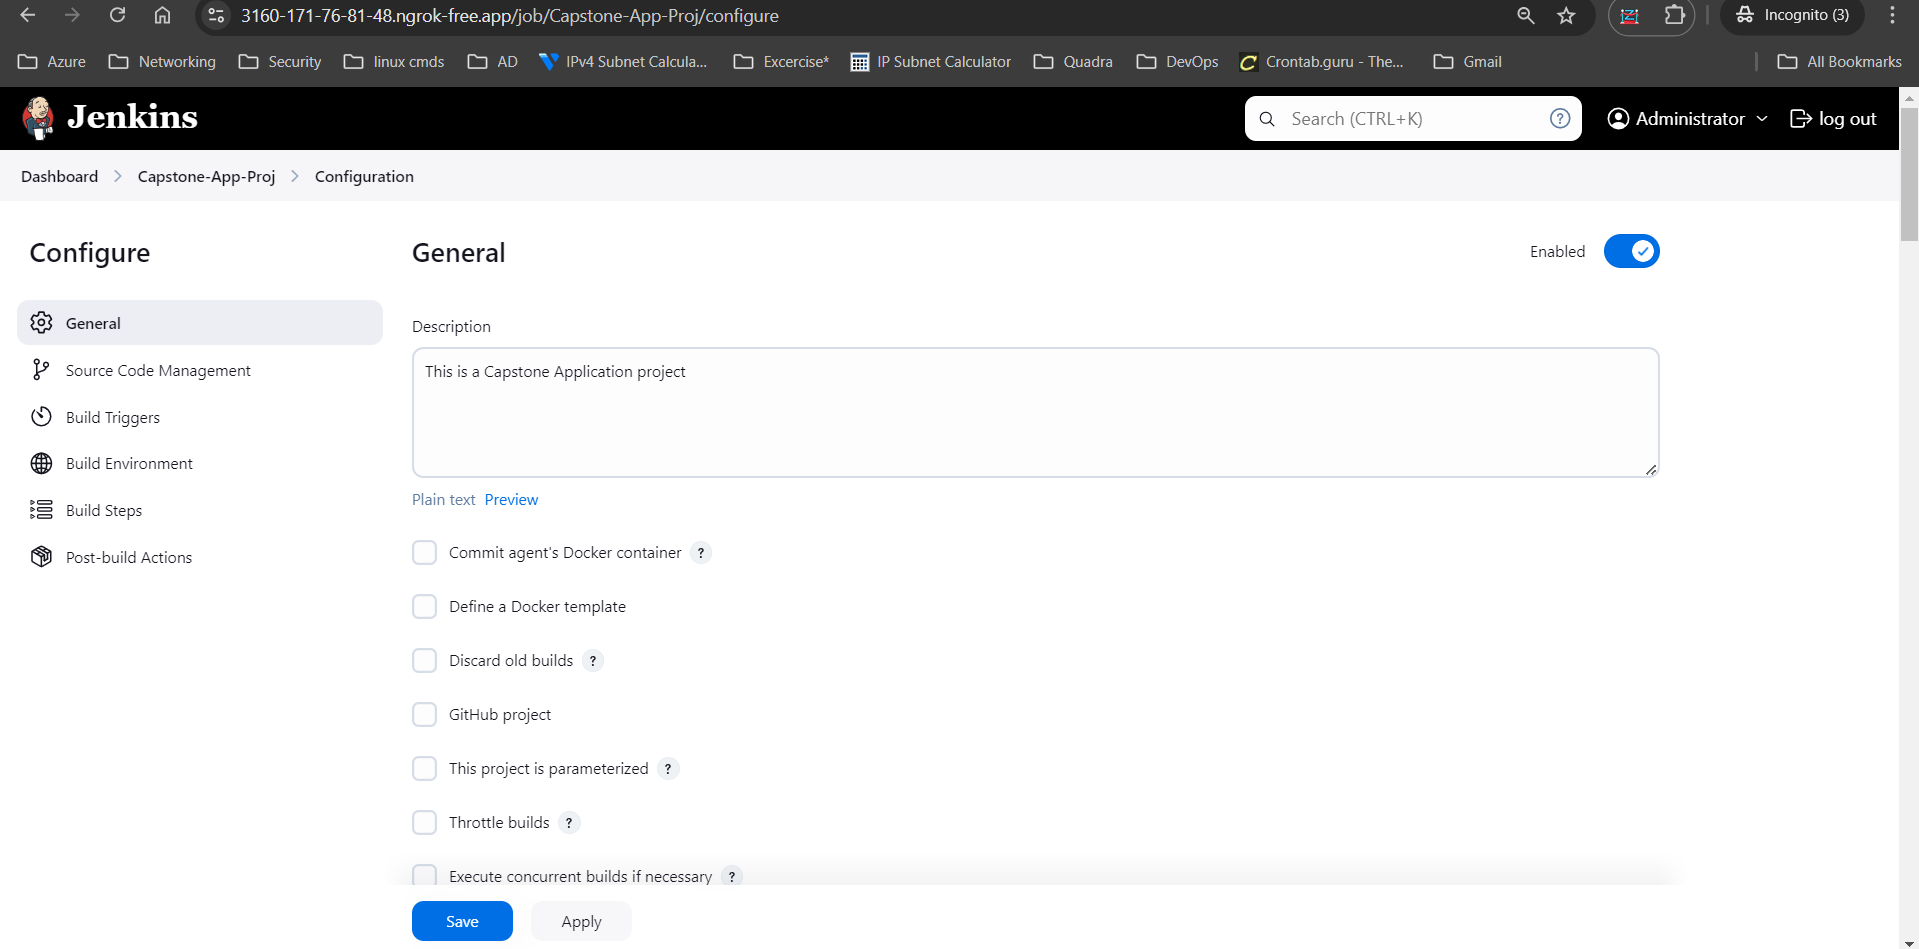 3160-171-76-81-48.ngrok-free.app/job/Capstone-App-Proj/configure
Incognito (3)
Azure
Networking
Security
linux cmds
AD
IPv4 Subnet Calcula...
Excercise*
IP Subnet Calculator
Quadra
DevOps
Crontab.guru - The...
Gmail
All Bookmarks
Jenkins
Search (CTRL+K)
?
Administrator
log out
Dashboard
Capstone-App-Proj
Configuration
Configure
General
Source Code Management
Build Triggers
Build Environment
Build Steps
Post-build Actions
General
Enabled
Description
This is a Capstone Application project
Plain text Preview
Commit agent's Docker container ?
Define a Docker template
Discard old builds ?
GitHub project
This project is parameterized ?
Throttle builds ?
Execute concurrent builds if necessary ?
Save
Apply